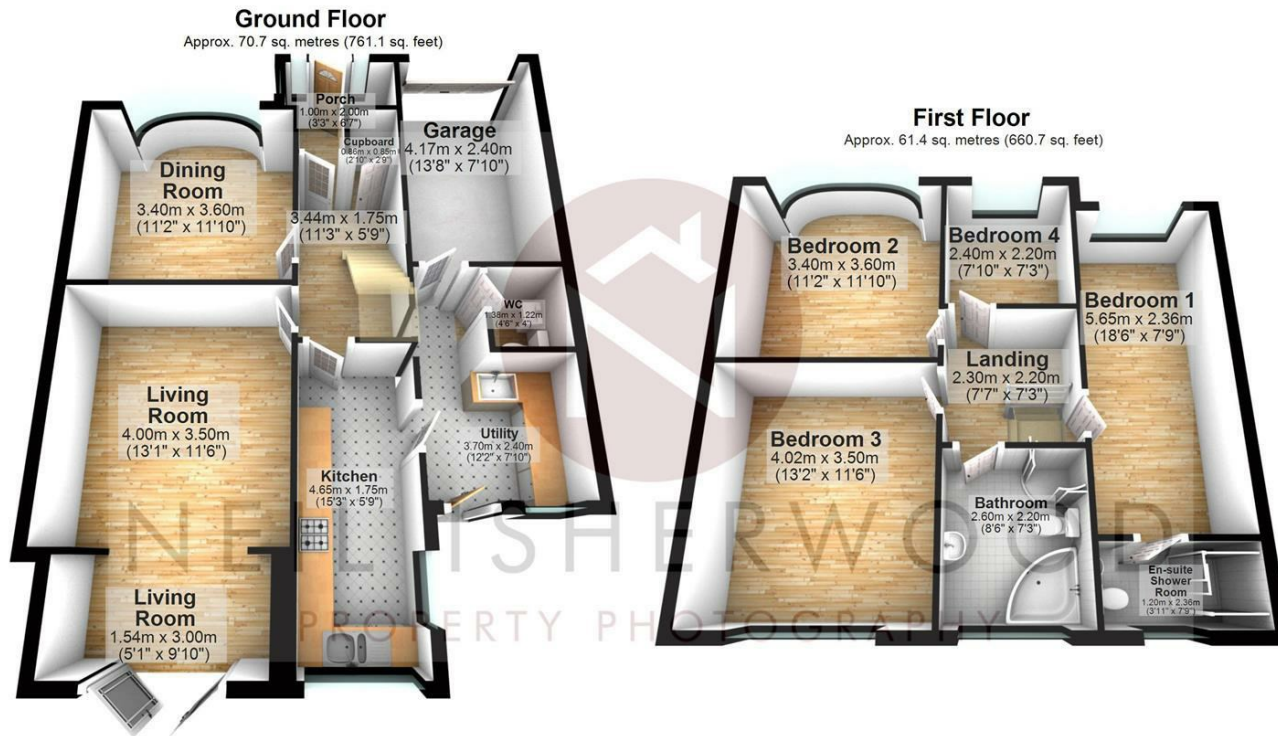 Ground Floor
Approx. 70.7 sq. metres (761.1 sq. feet)
Porch
1.00m x 2.00m
(3'3" x 6'7")
Cupboard
0.86m x 0.85m
(2'10" x 2'9")
Garage
4.17m x 2.40m
(13'8" x 7'10")
Dining
Room
3.40m x 3.60m
(11'2" x 11'10")
3.44m x 1.75m
(11'3" x 5'9")
WC
1.38m x 1.22m
(4'6" x 4')
Living
Room
4.00m x 3.50m
(13'1" x 11'6")
Utility
3.70m x 2.40m
(12'2" x 7'10")
Kitchen
4.65m x 1.75m
(15'3" x 5'9")
Living
Room
1.54m x 3.00m
(5'1" x 9'10")
First Floor
Approx. 61.4 sq. metres (660.7 sq. feet)
Bedroom 2
3.40m x 3.60m
(11'2" x 11'10")
Bedroom 4
2.40m x 2.20m
(7'10" x 7'3")
Bedroom 1
5.65m x 2.36m
(18'6" x 7'9")
Landing
2.30m x 2.20m
(7'7" x 7'3")
Bedroom 3
4.02m x 3.50m
(13'2" x 11'6")
Bathroom
2.60m x 2.20m
(8'6" x 7'3")
En-suite
Shower
Room
1.20m x 2.36m
(3'11" x 7'9")
NEIL ISHERWOOD
PROPERTY PHOTOGRAPHY